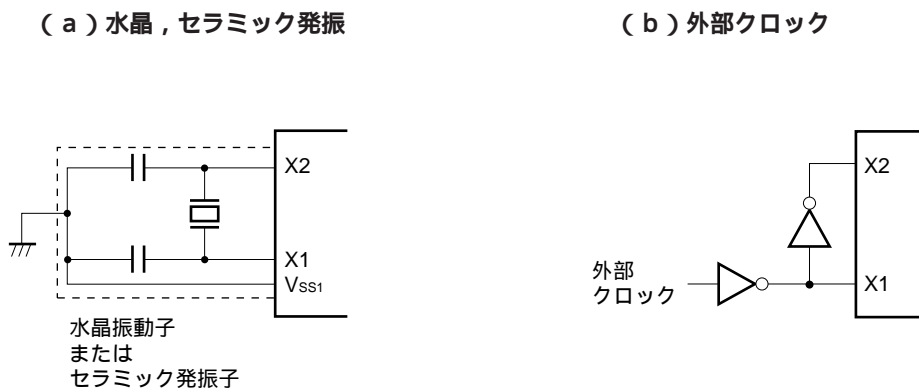 （a）水晶，セラミック発振
（b）外部クロック
X2
X1
VSS1
水晶振動子
または
セラミック発振子
X2
外部
クロック
X1